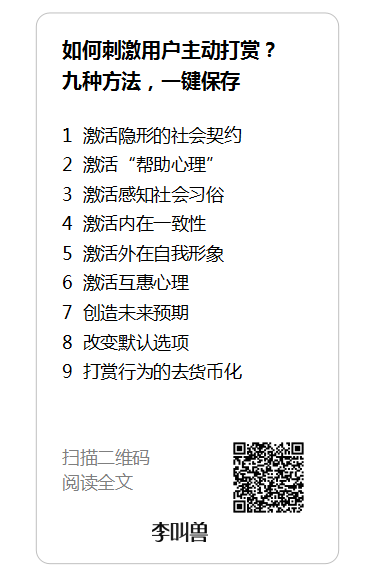 如何刺激用户主动打赏？
九种方法，一键保存
1 激活隐形的社会契约
2 激活“帮助心理”
3 激活感知社会习俗
4 激活内在一致性
5 激活外在自我形象
6 激活互惠心理
7 创造未来预期
8 改变默认选项
9 打赏行为的去货币化
扫描二维码
阅读全文
李叫兽